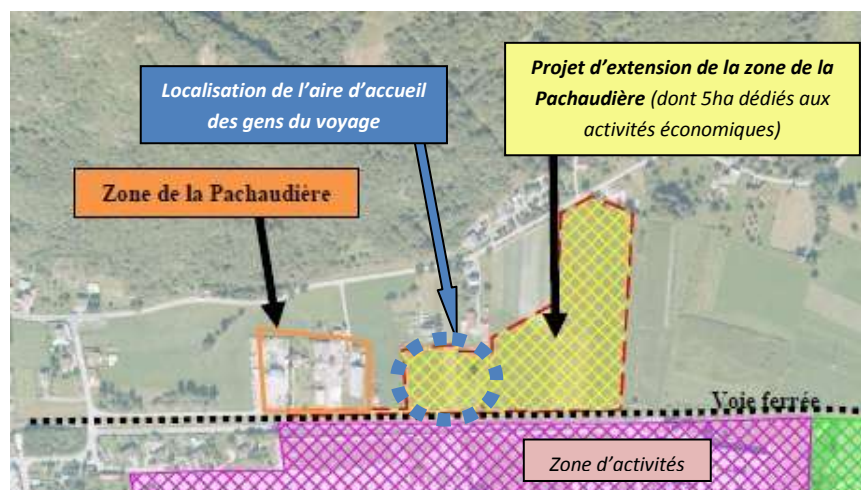 Localisation de l’aire d’accueil
des gens du voyage
Projet d’extension de la zone de la
Pachaudière (dont 5ha dédiés aux
activités économiques)
Zone de la Pachaudière
Voie ferrée
Zone d’activités